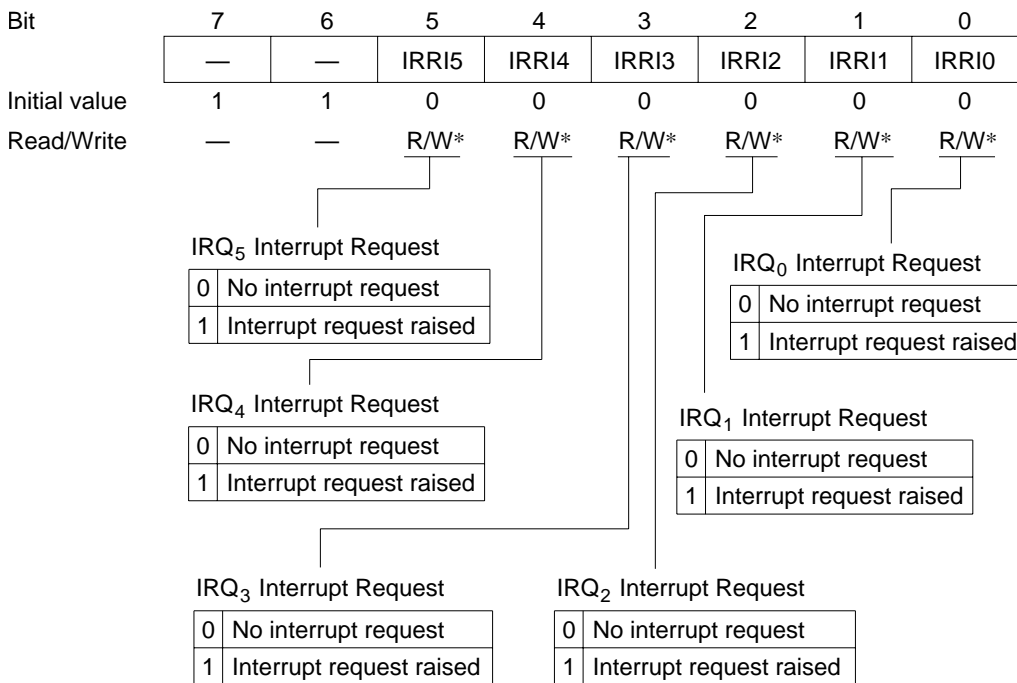 Bit 7 6 5 4 3 2 1 0
— — IRRI5 IRRI4 IRRI3 IRRI2 IRRI1 IRRI0
Initial value 1 1 0 0 0 0 0 0
Read/Write — — R/W* R/W* R/W* R/W* R/W* R/W*
IRQ5 Interrupt Request
0 No interrupt request
1 Interrupt request raised
IRQ0 Interrupt Request
0 No interrupt request
1 Interrupt request raised
IRQ4 Interrupt Request
0 No interrupt request
1 Interrupt request raised
IRQ1 Interrupt Request
0 No interrupt request
1 Interrupt request raised
IRQ3 Interrupt Request
0 No interrupt request
1 Interrupt request raised
IRQ2 Interrupt Request
0 No interrupt request
1 Interrupt request raised